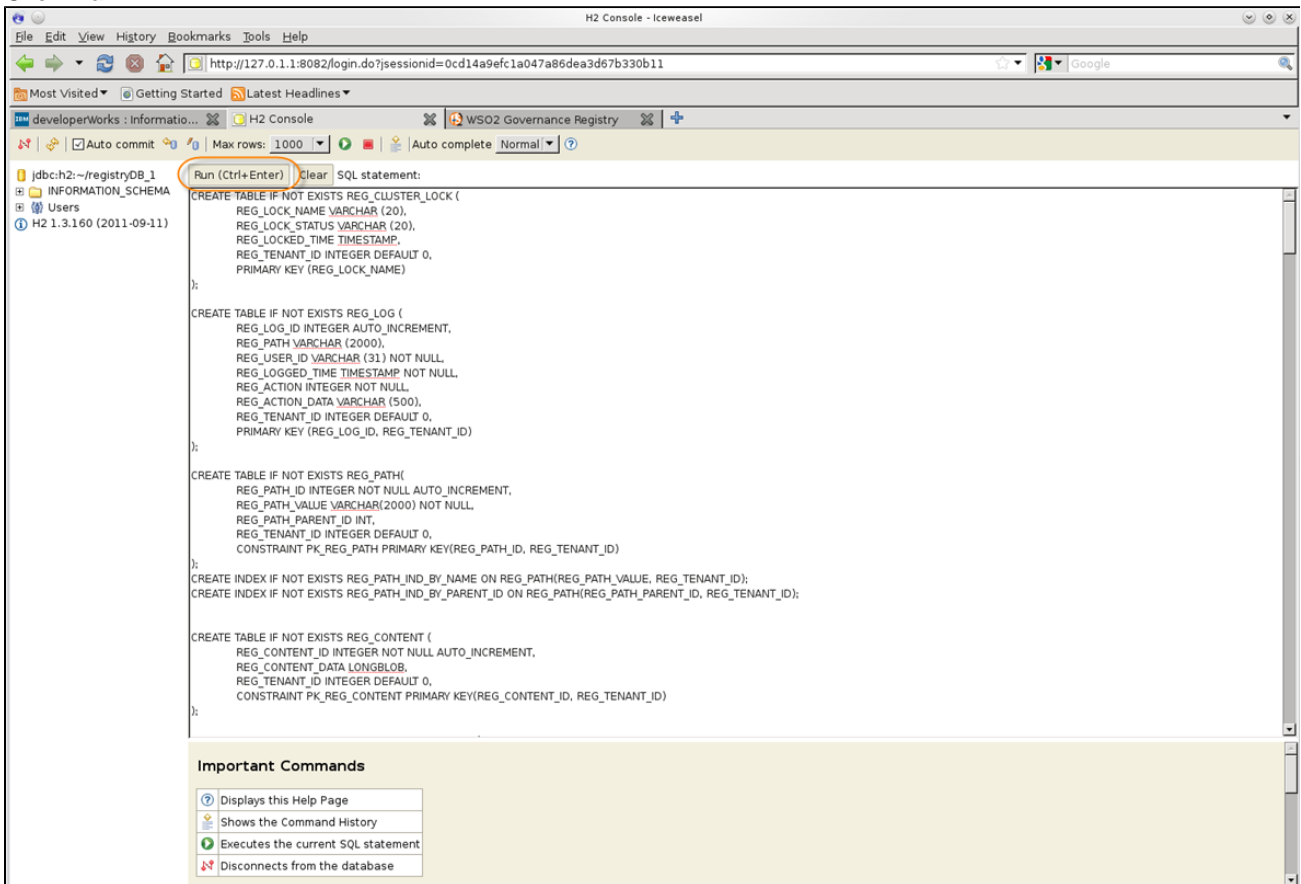 H2 Console - Iceweasel
File Edit View History Bookmarks Tools Help
http://127.0.1.1:8082/login.do?jsessionid=0cd14a9efc1a047a86dea3d67b330b11 Google
Most Visited Getting Started Latest Headlines
IBM developerWorks : Informatio... H2 Console WSO2 Governance Registry
Auto commit Max rows: 1000 Auto complete Normal
jdbc:h2:~/registryDB_1
INFORMATION_SCHEMA
Users
H2 1.3.160 (2011-09-11)
Run (Ctrl+Enter) Clear SQL statement:
CREATE TABLE IF NOT EXISTS REG_CLUSTER_LOCK (
REG_LOCK_NAME VARCHAR (20),
REG_LOCK_STATUS VARCHAR (20),
REG_LOCKED_TIME TIMESTAMP,
REG_TENANT_ID INTEGER DEFAULT 0,
PRIMARY KEY (REG_LOCK_NAME)
);
CREATE TABLE IF NOT EXISTS REG_LOG (
REG_LOG_ID INTEGER AUTO_INCREMENT,
REG_PATH VARCHAR (2000),
REG_USER_ID VARCHAR (31) NOT NULL,
REG_LOGGED_TIME TIMESTAMP NOT NULL,
REG_ACTION INTEGER NOT NULL,
REG_ACTION_DATA VARCHAR (500),
REG_TENANT_ID INTEGER DEFAULT 0,
PRIMARY KEY (REG_LOG_ID, REG_TENANT_ID)
);
CREATE TABLE IF NOT EXISTS REG_PATH(
REG_PATH_ID INTEGER NOT NULL AUTO_INCREMENT,
REG_PATH_VALUE VARCHAR(2000) NOT NULL,
REG_PATH_PARENT_ID INT,
REG_TENANT_ID INTEGER DEFAULT 0,
CONSTRAINT PK_REG_PATH PRIMARY KEY(REG_PATH_ID, REG_TENANT_ID)
);
CREATE INDEX IF NOT EXISTS REG_PATH_IND_BY_NAME ON REG_PATH(REG_PATH_VALUE, REG_TENANT_ID);
CREATE INDEX IF NOT EXISTS REG_PATH_IND_BY_PARENT_ID ON REG_PATH(REG_PATH_PARENT_ID, REG_TENANT_ID);
CREATE TABLE IF NOT EXISTS REG_CONTENT (
REG_CONTENT_ID INTEGER NOT NULL AUTO_INCREMENT,
REG_CONTENT_DATA LONGBLOB,
REG_TENANT_ID INTEGER DEFAULT 0,
CONSTRAINT PK_REG_CONTENT PRIMARY KEY(REG_CONTENT_ID, REG_TENANT_ID)
);
Important Commands
Displays this Help Page
Shows the Command History
Executes the current SQL statement
Disconnects from the database